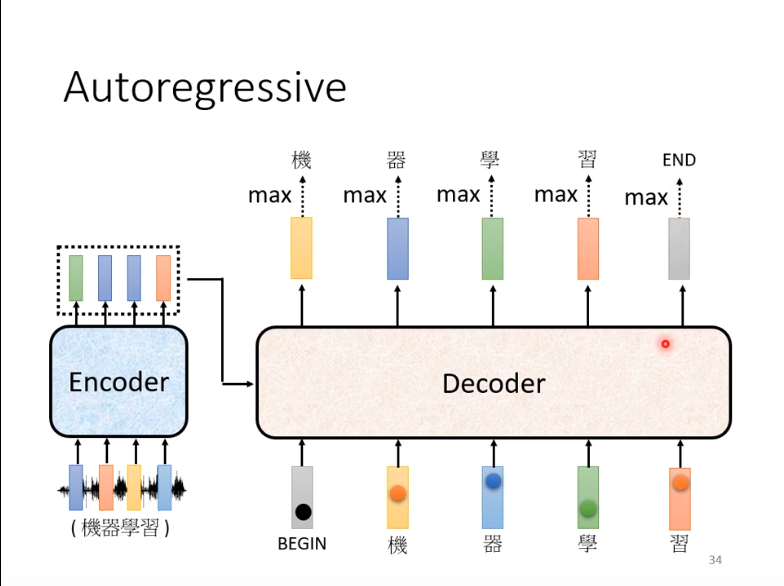 Autoregressive
機 器 學 習 END
max max max max max
Encoder
Decoder
(機器學習)
BEGIN 機 器 學 習
34